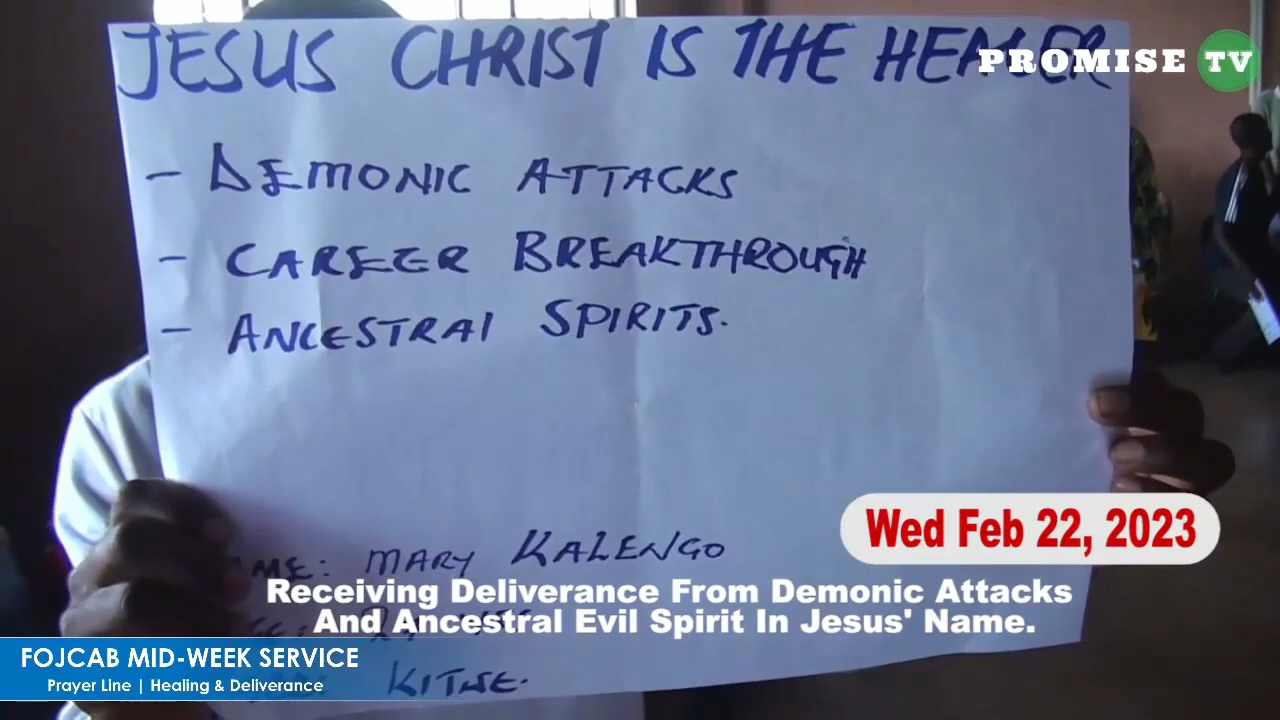 JESUS CHRIST IS THE HEALER
PROMISE TV
- DEMONIC ATTACKS
- CAREER BREAKTHROUGH
- ANCESTRAL SPIRITS.
Wed Feb 22, 2023
MARY KALENGO
Receiving Deliverance From Demonic Attacks
And Ancestral Evil Spirit In Jesus' Name.
FOJCAB MID-WEEK SERVICE
Prayer Line | Healing & Deliverance
KITWE.